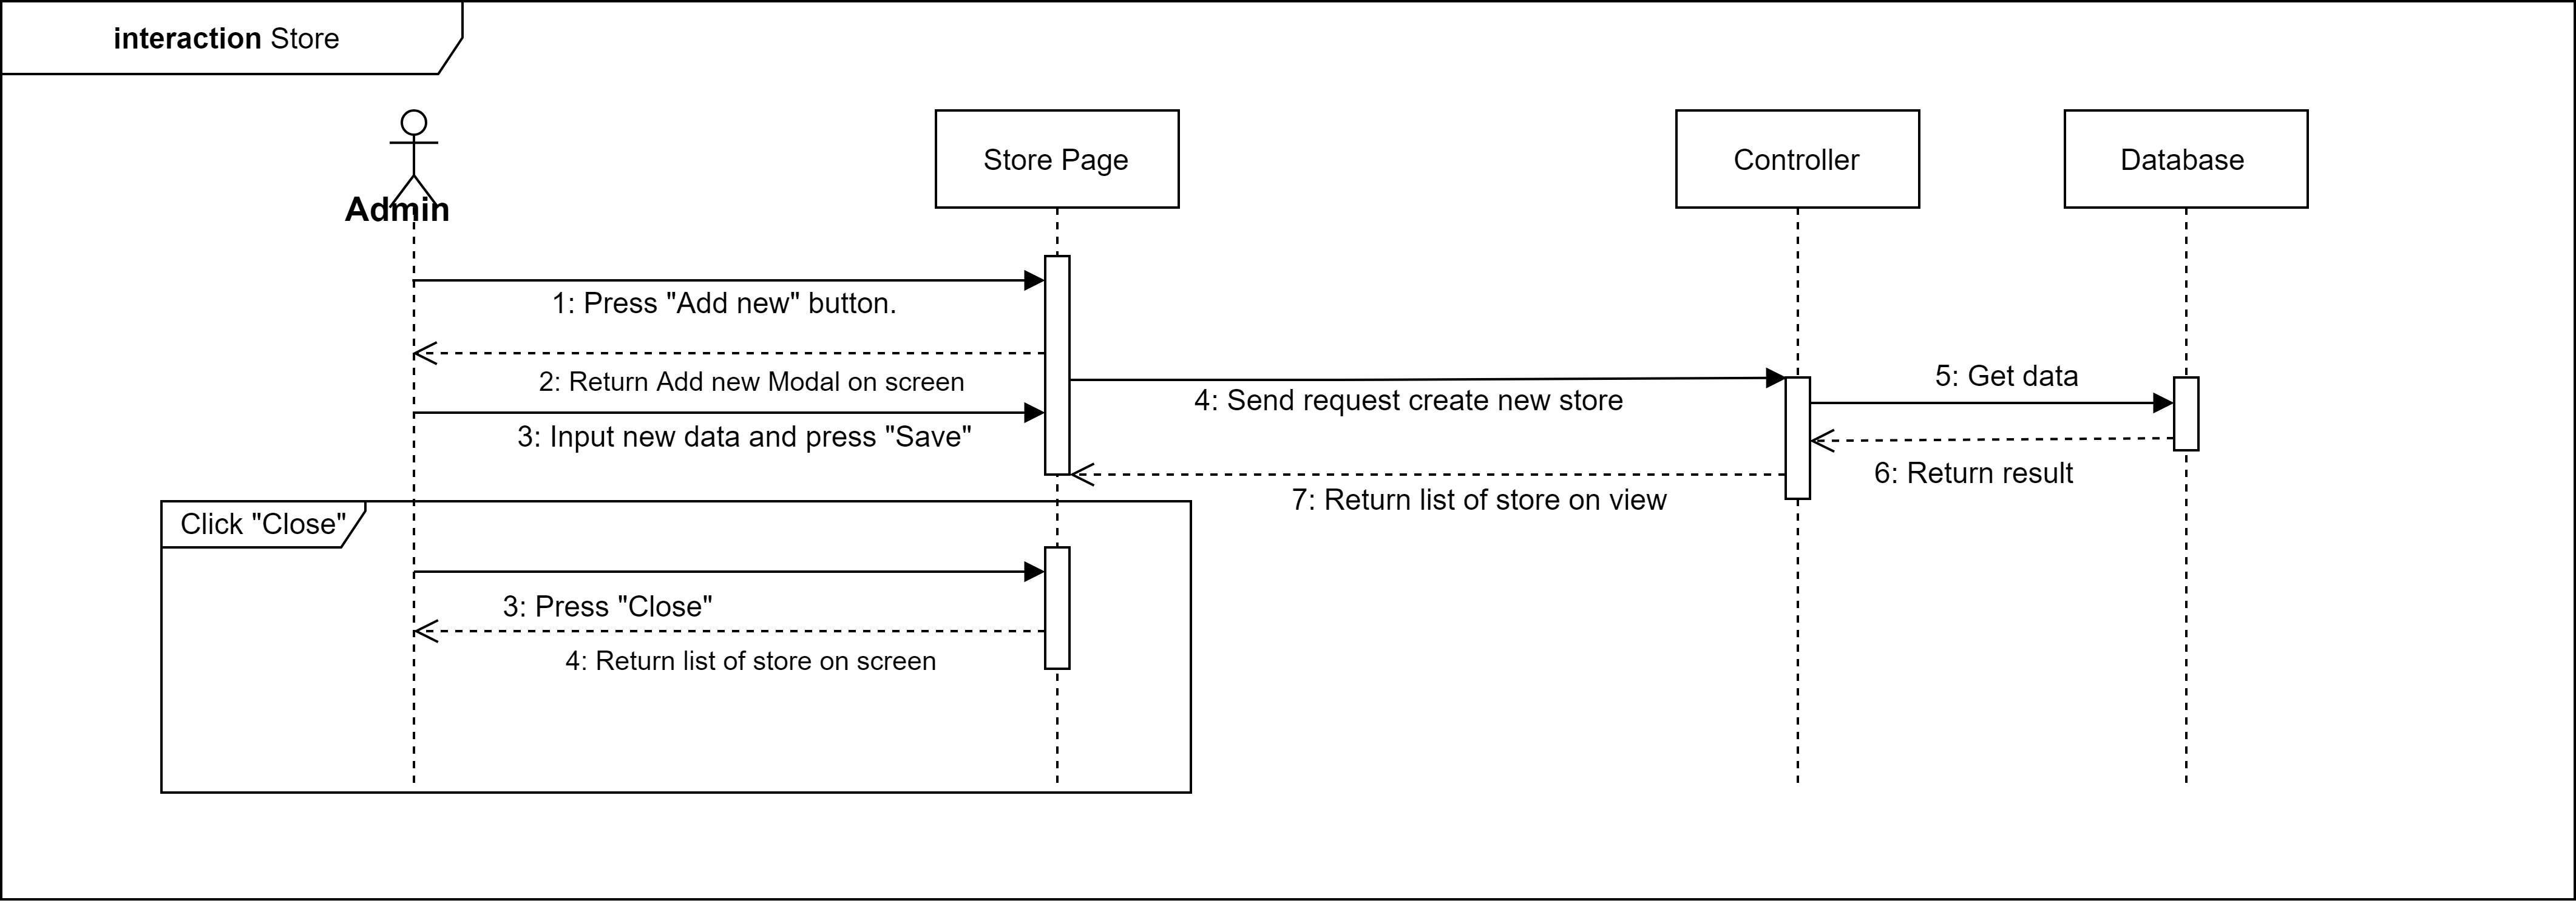 interaction Store
Admin
Store Page
Controller
Database
1: Press "Add new" button.
2: Return Add new Modal on screen
3: Input new data and press "Save"
4: Send request create new store
5: Get data
6: Return result
7: Return list of store on view
Click "Close"
3: Press "Close"
4: Return list of store on screen